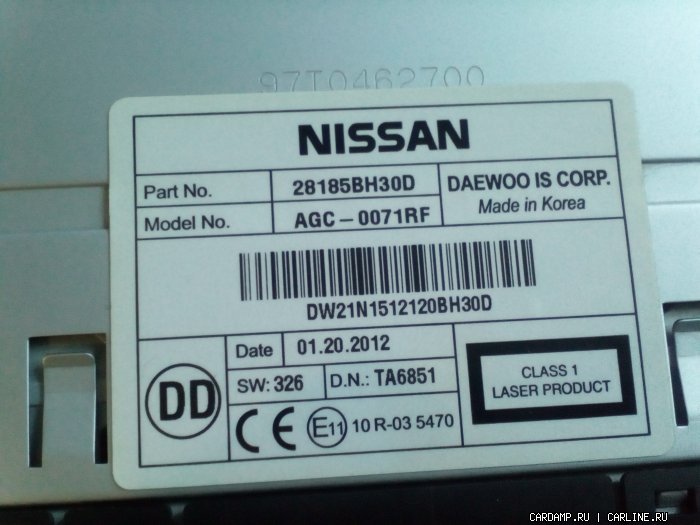 97T0462700
NISSAN
Part No. 28185BH30D DAEWOO IS CORP.
Made in Korea
Model No. AGC-0071RF
DW21N1512120BH30D
Date 01.20.2012
SW: 326 D.N.: TA6851
DD
CE E11 10 R-03 5470
CLASS 1
LASER PRODUCT
CARDAMP.RU | CARLINE.RU